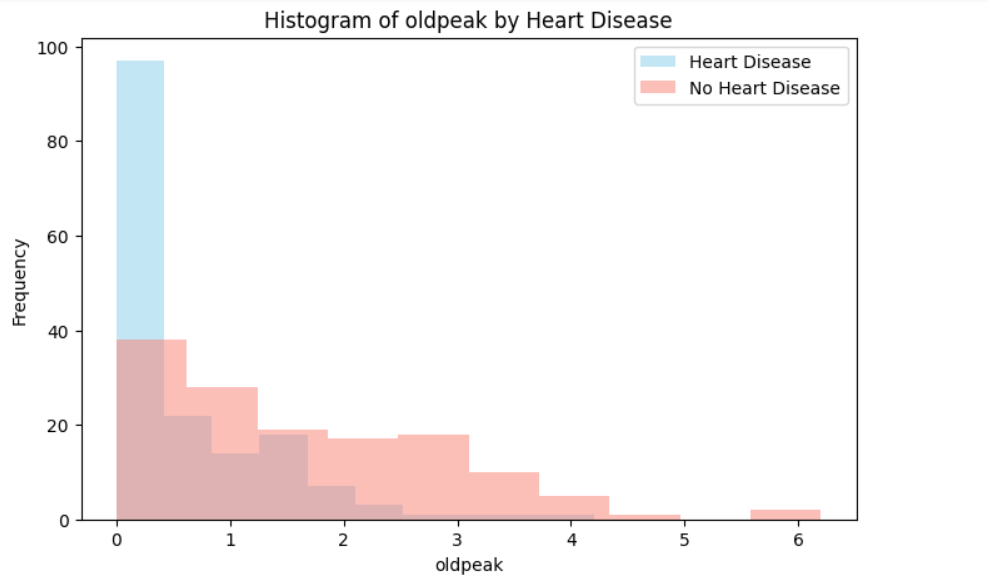 Histogram of oldpeak by Heart Disease
Heart Disease
No Heart Disease
100
80
60
40
20
0
Frequency
0 1 2 3 4 5 6
oldpeak